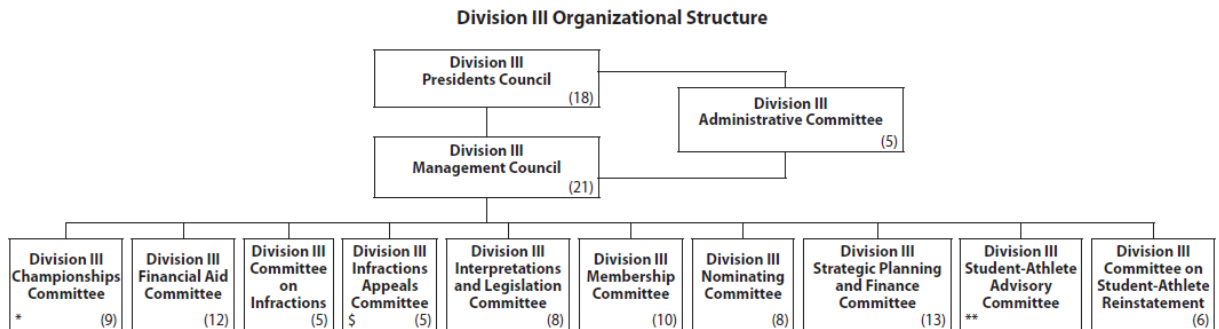 Division III Organizational Structure
Division III
Presidents Council
(18)
Division III
Administrative Committee
(5)
Division III
Management Council
(21)
Division III
Championships
Committee
* (9)
Division III
Financial Aid
Committee
(12)
Division III
Committee
on
Infractions
(5)
Division III
Infractions
Appeals
Committee
$ (5)
Division III
Interpretations
and Legislation
Committee
(8)
Division III
Membership
Committee
(10)
Division III
Nominating
Committee
(8)
Division III
Strategic Planning
and Finance
Committee
(13)
Division III
Student-Athlete
Advisory
Committee
**
Division III
Committee on
Student-Athlete
Reinstatement
(6)